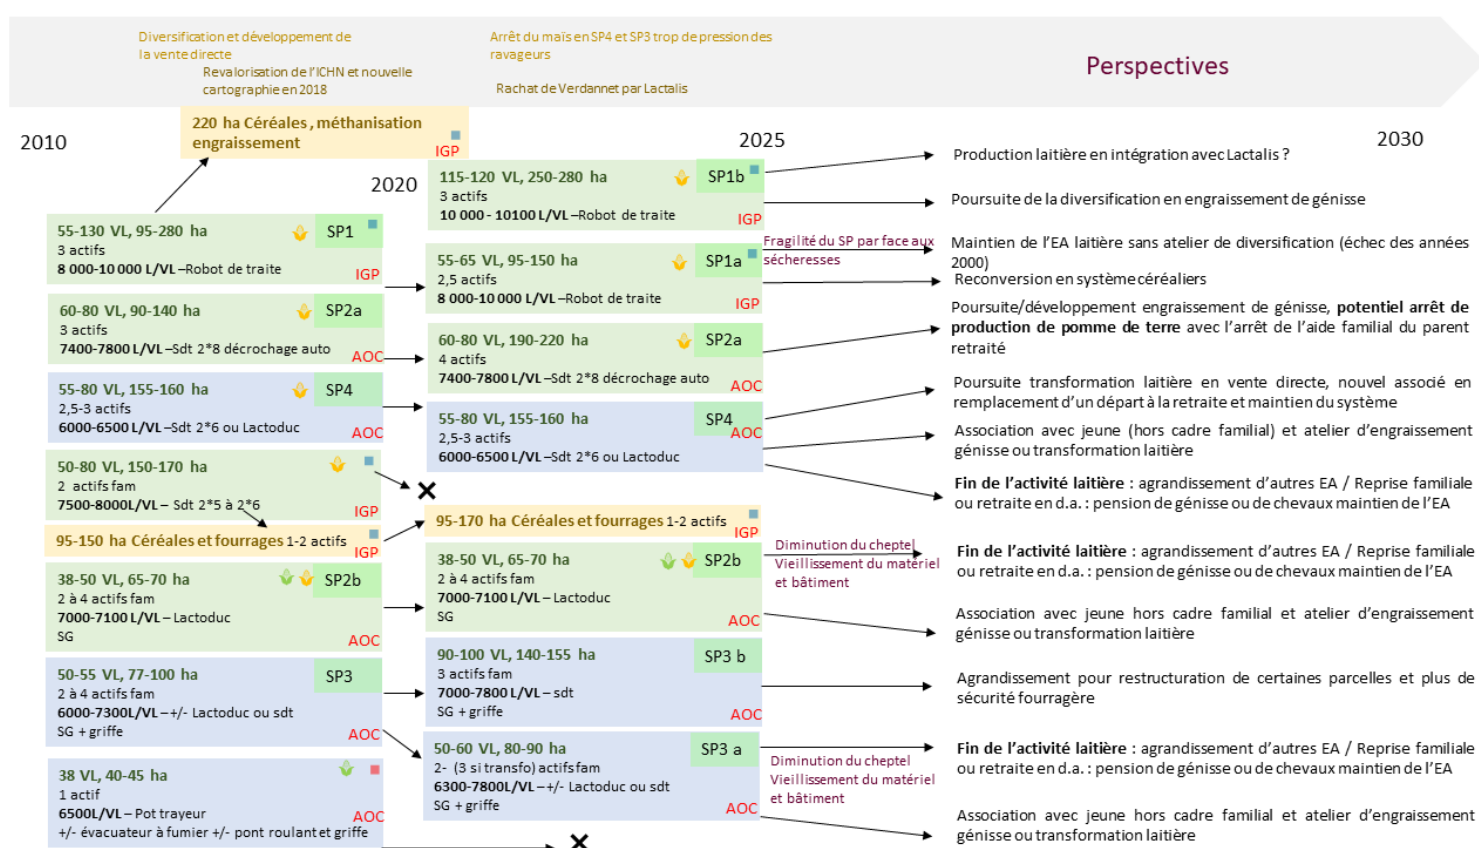 Diversification et développement de
la vente directe
Revalorisation de l'ICHN et nouvelle
cartographie en 2018
Arrêt du maïs en SP4 et SP3 trop de pression des
ravageurs
Rachat de Verdannet par Lactalis
Perspectives
2010
2020
2025
2030
220 ha Céréales, méthanisation
engraissement
IGP
55-130 VL, 95-280 ha
SP1
3 actifs
8 000-10 000 L/VL –Robot de traite
IGP
60-80 VL, 90-140 ha
SP2a
3 actifs
7400-7800 L/VL –Sdt 2*8 décrochage auto
AOC
55-80 VL, 155-160 ha
SP4
2,5-3 actifs
6000-6500 L/VL –Sdt 2*6 ou Lactoduc
AOC
50-80 VL, 150-170 ha
2 actifs fam
7500-8000L/VL – Sdt 2*5 à 2*6
IGP
95-150 ha Céréales et fourrages 1-2 actifs
IGP
38-50 VL, 65-70 ha
SP2b
2 à 4 actifs fam
7000-7100 L/VL – Lactoduc
SG
AOC
50-55 VL, 77-100 ha
SP3
2 à 4 actifs fam
6000-7300L/VL –+/- Lactoduc ou sdt
SG + griffe
AOC
38 VL, 40-45 ha
1 actif
6500L/VL – Pot trayeur
+/- évacuateur à fumier +/- pont roulant et griffe
AOC
115-120 VL, 250-280 ha
SP1b
3 actifs
10 000 - 10100 L/VL –Robot de traite
IGP
55-65 VL, 95-150 ha
SP1a
2,5 actifs
8 000-10 000 L/VL –Robot de traite
IGP
60-80 VL, 190-220 ha
SP2a
4 actifs
7400-7800 L/VL –Sdt 2*8 décrochage auto
AOC
55-80 VL, 155-160 ha
SP4
2,5-3 actifs
6000-6500 L/VL –Sdt 2*6 ou Lactoduc
AOC
95-170 ha Céréales et fourrages 1-2 actifs
IGP
38-50 VL, 65-70 ha
SP2b
2 à 4 actifs fam
7000-7100 L/VL – Lactoduc
SG
AOC
90-100 VL, 140-155 ha
SP3 b
3 actifs fam
7000-7800 L/VL – sdt
SG + griffe
AOC
50-60 VL, 80-90 ha
SP3 a
2- (3 si transfo) actifs fam
6300-7800L/VL –+/- Lactoduc ou sdt
SG + griffe
AOC
Fragilité du SP par face aux
sécheresses
Diminution du cheptel
Vieillissement du matériel
et bâtiment
Diminution du cheptel
Vieillissement du matériel
et bâtiment
Production laitière en intégration avec Lactalis ?
Poursuite de la diversification en engraissement de génisse
Maintien de l'EA laitière sans atelier de diversification (échec des années
2000)
Reconversion en système céréaliers
Poursuite/développement engraissement de génisse, potentiel arrêt de
production de pomme de terre avec l'arrêt de l'aide familial du parent
retraité
Poursuite transformation laitière en vente directe, nouvel associé en
remplacement d'un départ à la retraite et maintien du système
Association avec jeune (hors cadre familial) et atelier d'engraissement
génisse ou transformation laitière
Fin de l'activité laitière : agrandissement d'autres EA / Reprise familiale
ou retraite en d.a. : pension de génisse ou de chevaux maintien de l'EA
Fin de l'activité laitière : agrandissement d'autres EA / Reprise familiale
ou retraite en d.a. : pension de génisse ou de chevaux maintien de l'EA
Association avec jeune hors cadre familial et atelier d'engraissement
génisse ou transformation laitière
Agrandissement pour restructuration de certaines parcelles et plus de
sécurité fourragère
Fin de l'activité laitière : agrandissement d'autres EA / Reprise familiale
ou retraite en d.a. : pension de génisse ou de chevaux maintien de l'EA
Association avec jeune hors cadre familial et atelier d'engraissement
génisse ou transformation laitière